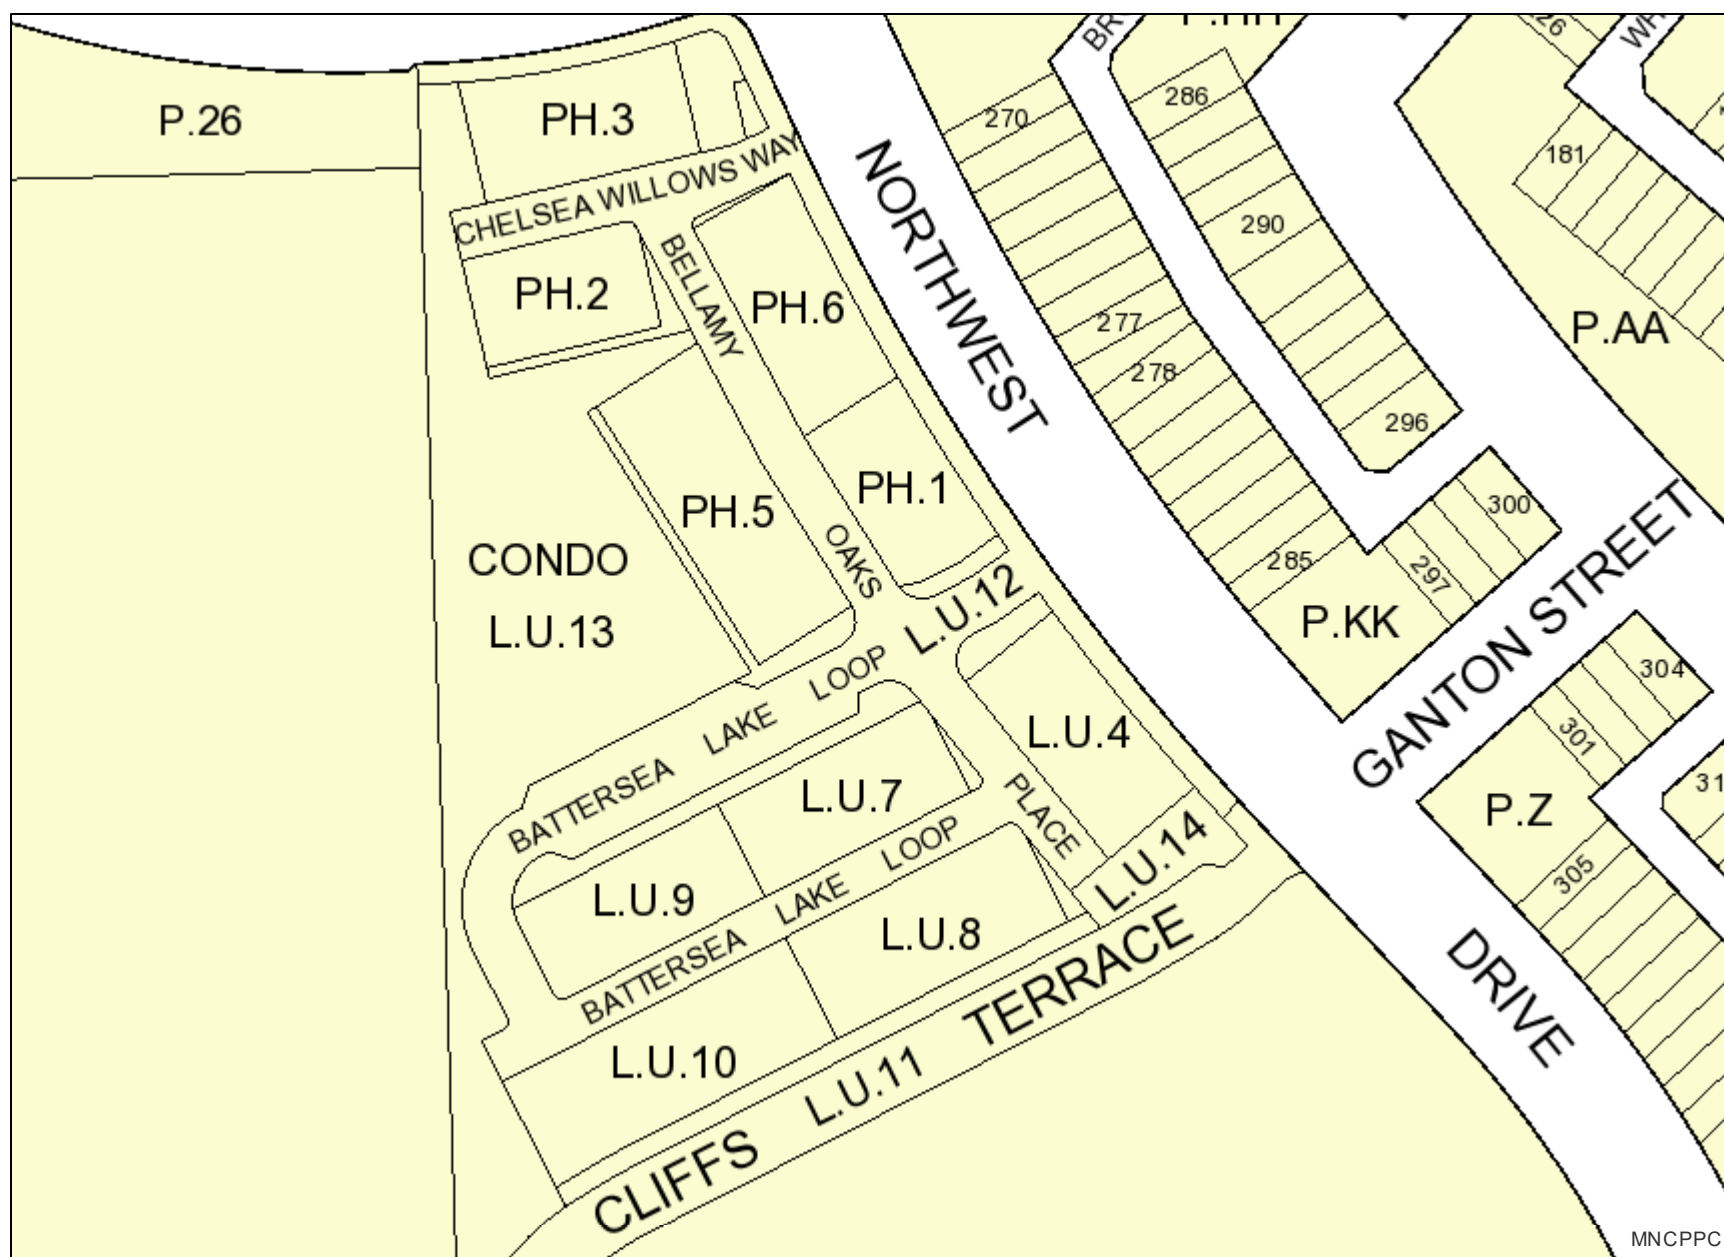 P.26
PH.3
CHELSEA WILLOWS WAY
PH.2
BELLAMY
PH.6
PH.5
PH.1
OAKS
CONDO
L.U.13
L.U.12
BATTERSEA LAKE LOOP
L.U.4
L.U.7
PLACE
L.U.9
BATTERSEA LAKE LOOP
L.U.14
L.U.8
L.U.10
L.U.11
CLIFFS TERRACE
NORTHWEST
DRIVE
270
286
181
290
P.AA
277
278
296
300
285
297
P.KK
GANTON STREET
304
301
P.Z
305
MNCPPC